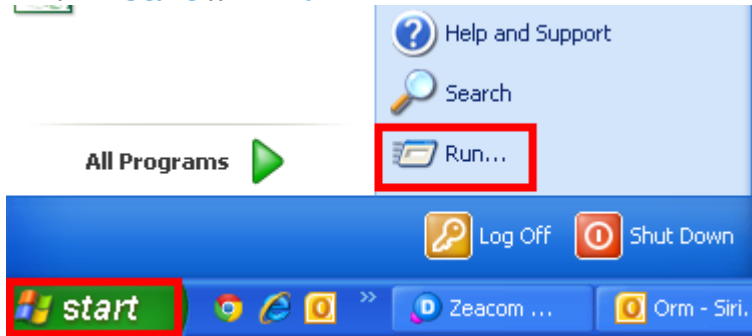 Help and Support
Search
Run...
All Programs
Log Off
Shut Down
start
»
Zeacom ...
Orm - Siri.